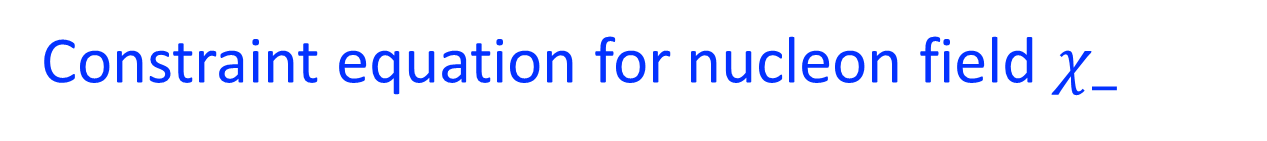 Constraint equation for nucleon field 𝜒₋